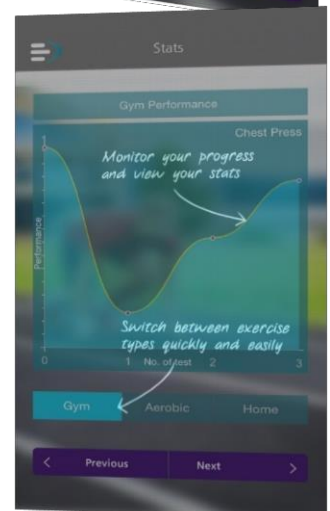 Stats
Gym Performance
Chest Press
Monitor your progress
and view your stats
Performance
Switch between exercise
types quickly and easily
0 1 No. of test 2 3
Gym Aerobic Home
< Previous Next >